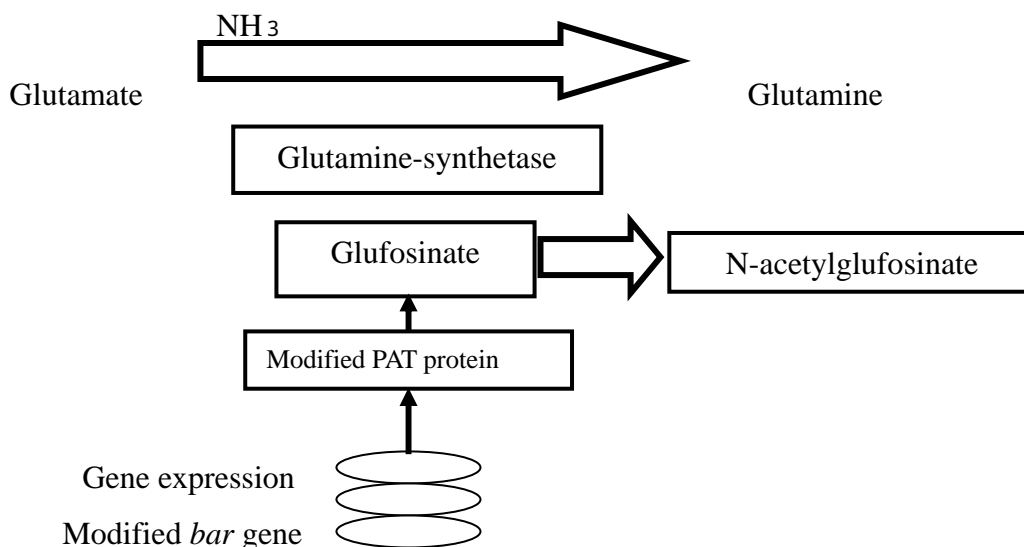 NH3
Glutamate
Glutamine
Glutamine-synthetase
Glufosinate
N-acetylglufosinate
Modified PAT protein
Gene expression
Modified bar gene